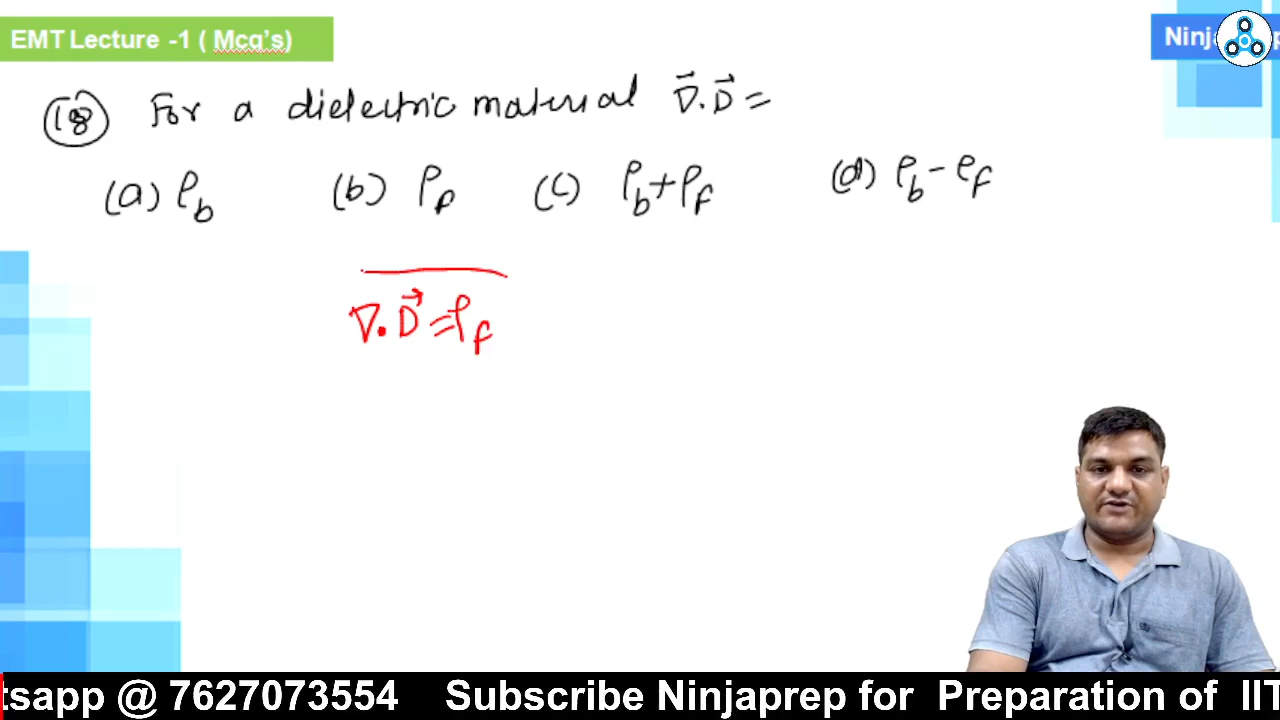 EMT Lecture -1 ( Mcq's)
Ninj
(18) For a dielectric material ∇⃗.D⃗ =
(a) ρb (b) ρf (c) ρb+ρf (d) ρb-ρf
∇.D⃗=ρf
tsapp @ 7627073554 Subscribe Ninjaprep for Preparation of IIT